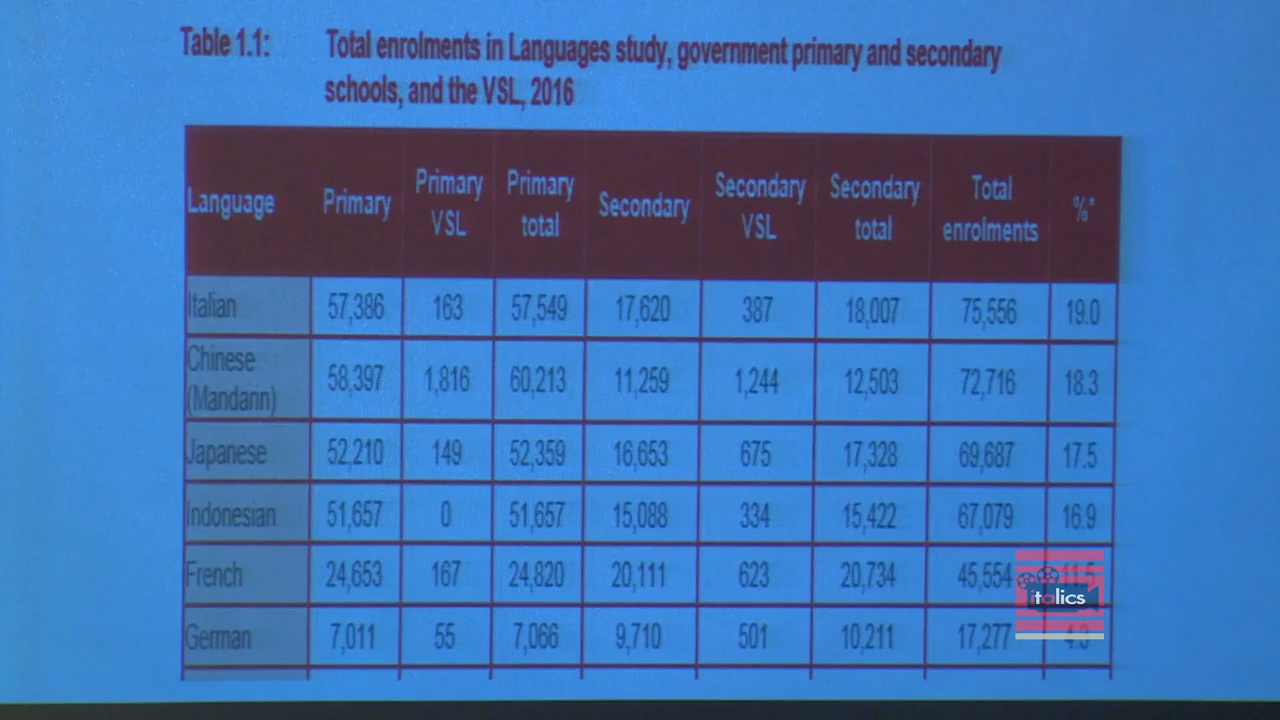 Table 1.1: Total enrolments in Languages study, government primary and secondary
schools, and the VSL, 2016
Language Primary Primary VSL Primary total Secondary Secondary VSL Secondary total Total enrolments %*
Italian 57,386 163 57,549 17,620 387 18,007 75,556 19.0
Chinese (Mandarin) 58,397 1,816 60,213 11,259 1,244 12,503 72,716 18.3
Japanese 52,210 149 52,359 16,653 675 17,328 69,687 17.5
Indonesian 51,657 0 51,657 15,088 334 15,422 67,079 16.9
French 24,653 167 24,820 20,111 623 20,734 45,554
German 7,011 55 7,066 9,710 501 10,211 17,277
italics